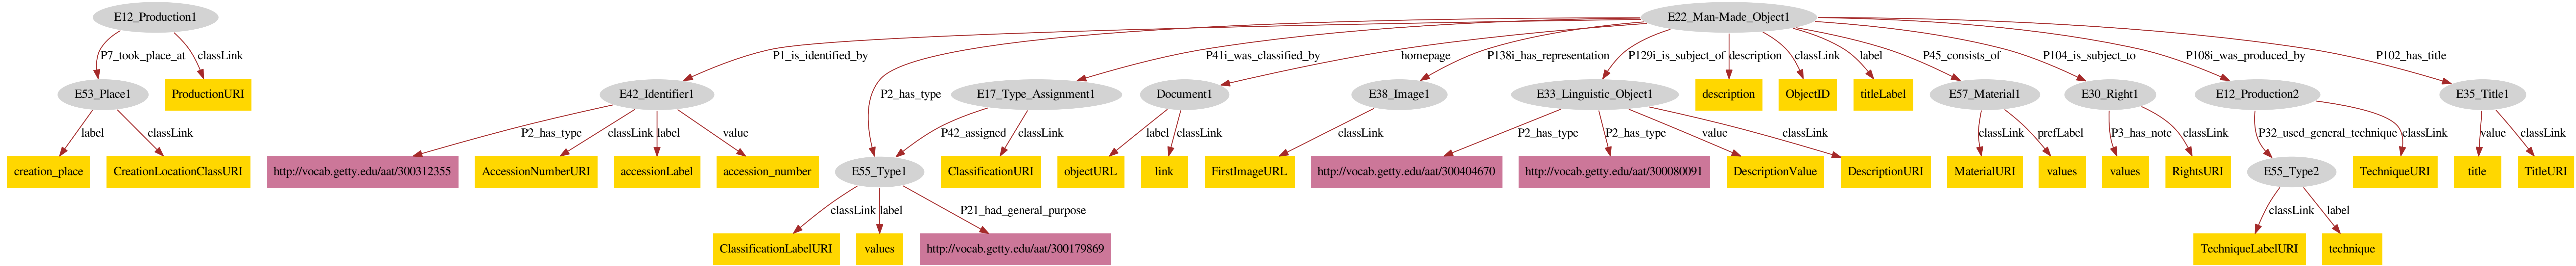 E12_Production1
E22_Man-Made_Object1
P7_took_place_at
classLink
P1_is_identified_by
P41i_was_classified_by
homepage
P138i_has_representation
P129i_is_subject_of
description
classLink
label
P45_consists_of
P104_is_subject_to
P108i_was_produced_by
P102_has_title
E53_Place1
ProductionURI
E42_Identifier1
P2_has_type
E17_Type_Assignment1
Document1
E38_Image1
E33_Linguistic_Object1
description
ObjectID
titleLabel
E57_Material1
E30_Right1
E12_Production2
E35_Title1
label
classLink
P2_has_type
classLink
label
value
P42_assigned
classLink
label
classLink
classLink
P2_has_type
P2_has_type
value
classLink
classLink
prefLabel
P3_has_note
classLink
P32_used_general_technique
classLink
value
classLink
creation_place
CreationLocationClassURI
http://vocab.getty.edu/aat/300312355
AccessionNumberURI
accessionLabel
accession_number
E55_Type1
ClassificationURI
objectURL
link
FirstImageURL
http://vocab.getty.edu/aat/300404670
http://vocab.getty.edu/aat/300080091
DescriptionValue
DescriptionURI
MaterialURI
values
values
RightsURI
E55_Type2
TechniqueURI
title
TitleURI
classLink
label
P21_had_general_purpose
classLink
label
ClassificationLabelURI
values
http://vocab.getty.edu/aat/300179869
TechniqueLabelURI
technique